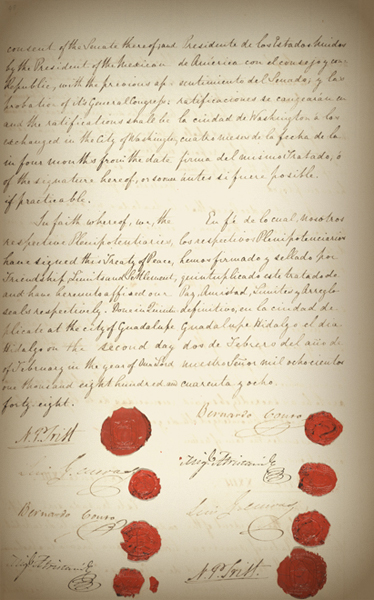 consent of the Senate thereof; and
by the President of the Mexican
Republic, with the previous ap-
probation of its General Congress;
and the ratifications shall be
exchanged in the City of Washington,
in four months from the date
of the signature hereof, or sooner
if practicable.
In faith whereof, we, the
respective Plenipotentiaries,
have signed this Treaty of Peace,
Friendship, Limits and Settlement,
and have hereunto affixed our
seals respectively. Done in Quintu-
plicate at the city of Guadalupe
Hidalgo on the second day
of February in the year of Our Lord
one thousand eight hundred and
forty-eight.
Presidente de los Estados Unidos
de America con el consejo y con-
sentimiento del Senado; y las
ratificaciones se canjearan en
la ciudad de Washington a los
cuatro meses de la fecha de la
firma del mismo Tratado, ó
ántes si fuere posible.
En fé de lo cual, nosotros
los respectivos Plenipotenciarios
hemos firmado y sellado por
quintuplicado este tratado de
Paz, Amistad, Limites y Arreglo
definitivo, en la ciudad de
Guadalupe Hidalgo el dia
dos de Febrero del año de
nuestro Señor mil ochocientos
cuarenta y ocho.
N. P. Trist
Luis G. Cuevas
Bernardo Couto
Migl Atristain
Bernardo Couto
Migl Atristain
Luis G. Cuevas
N. P. Trist